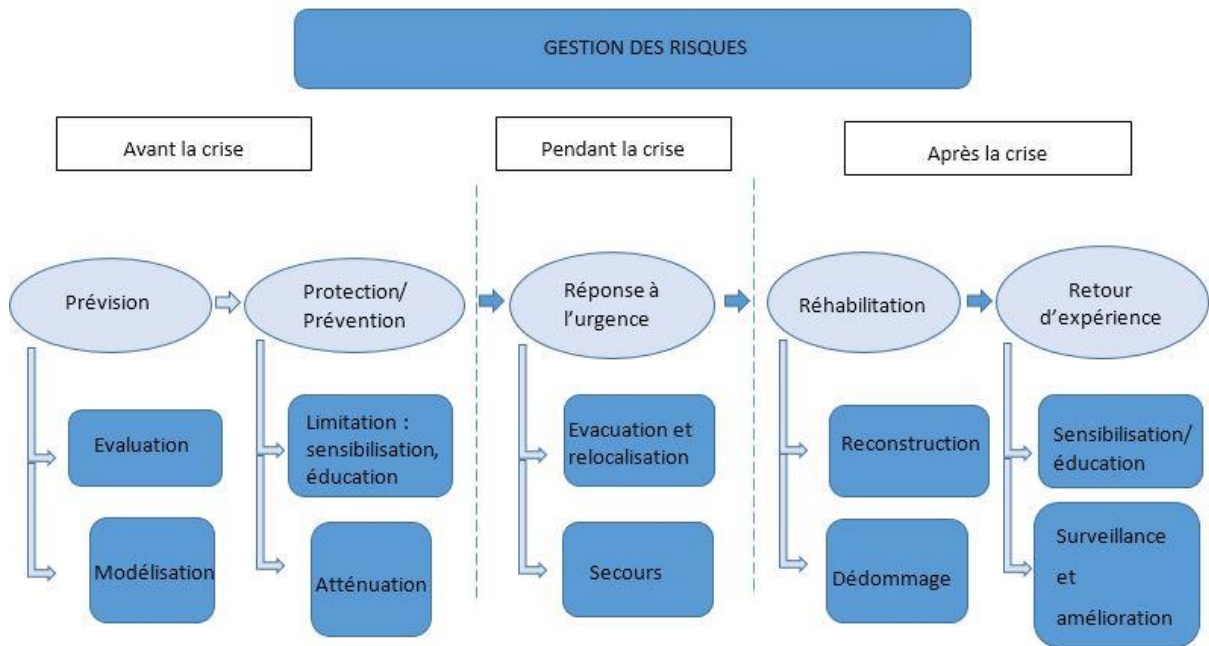 GESTION DES RISQUES
Avant la crise
Pendant la crise
Après la crise
Prévision
Protection/
Prévention
Réponse à
l'urgence
Réhabilitation
Retour
d'expérience
Evaluation
Limitation :
sensibilisation,
éducation
Evacuation et
relocalisation
Reconstruction
Sensibilisation/
éducation
Modélisation
Atténuation
Secours
Dédommage
Surveillance
et
amélioration